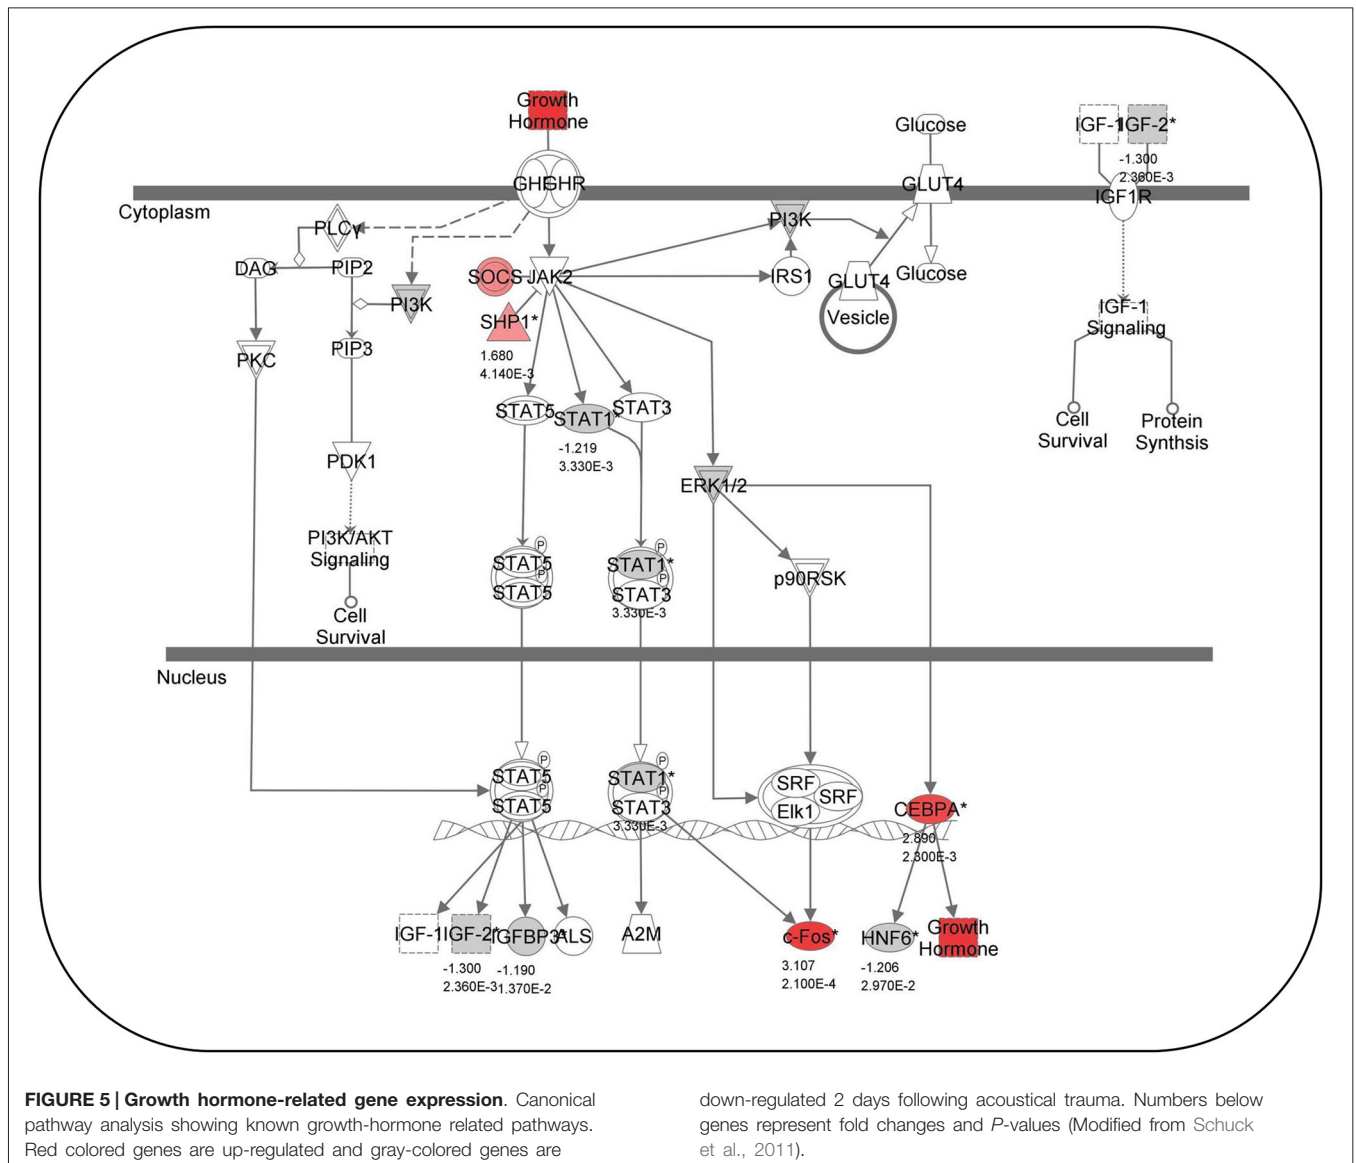 Growth
Hormone
Glucose
IGF-1 IGF-2*
-1.300
2.360E-3
GHR GHR
GLUT4
IGF1R
Cytoplasm
PLCγ
PI3K
DAG
PIP2
SOCS
JAK2
IRS1
Glucose
GLUT4
PI3K
Vesicle
IGF-1
Signaling
SHP1*
1.680
4.140E-3
PKC
PIP3
STAT5
STAT1*
STAT3
-1.219
3.330E-3
Cell
Survival
Protein
Synthsis
PDK1
ERK1/2
PI3K/AKT
Signaling
P
STAT5
P
STAT5
P
STAT1*
P
STAT3
3.330E-3
p90RSK
Cell
Survival
Nucleus
P
STAT5
P
STAT5
P
STAT1*
P
STAT3
3.330E-3
SRF
SRF
Elk1
CEBPA*
2.890
2.300E-3
IGF-1
IGF-2*
IGFBP3*
ALS
A2M
c-Fos*
HNF6*
Growth
Hormone
-1.300
2.360E-3
-1.190
1.370E-2
3.107
2.100E-4
-1.206
2.970E-2
FIGURE 5 | Growth hormone-related gene expression. Canonical
pathway analysis showing known growth-hormone related pathways.
Red colored genes are up-regulated and gray-colored genes are
down-regulated 2 days following acoustical trauma. Numbers below
genes represent fold changes and P-values (Modified from Schuck
et al., 2011).